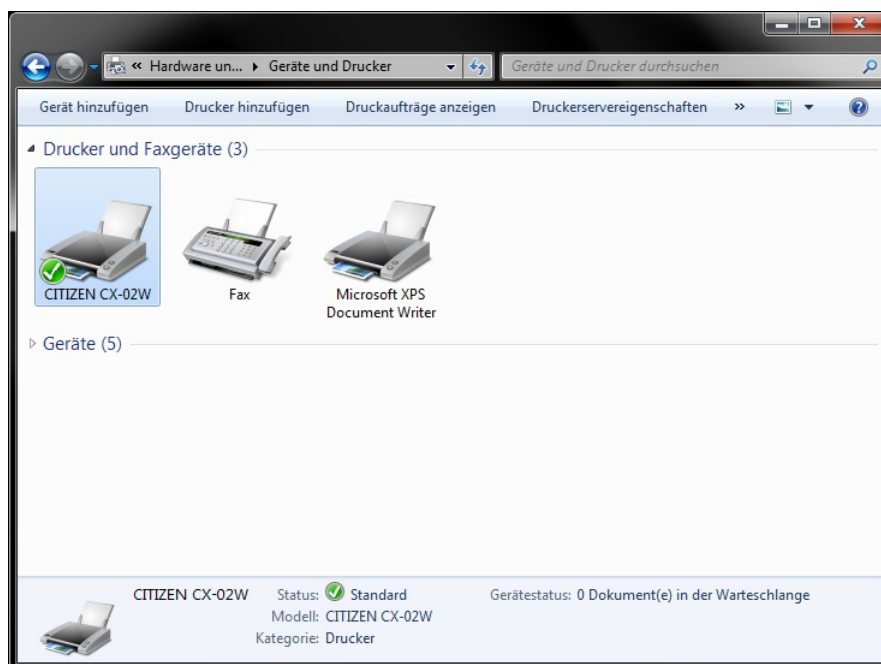 « Hardware un... ▸ Geräte und Drucker
Geräte und Drucker durchsuchen
Gerät hinzufügen Drucker hinzufügen Druckaufträge anzeigen Druckerservereigenschaften »
Drucker und Faxgeräte (3)
CITIZEN CX-02W
Fax
Microsoft XPS
Document Writer
Geräte (5)
CITIZEN CX-02W Status: Standard Gerätestatus: 0 Dokument(e) in der Warteschlange
Modell: CITIZEN CX-02W
Kategorie: Drucker